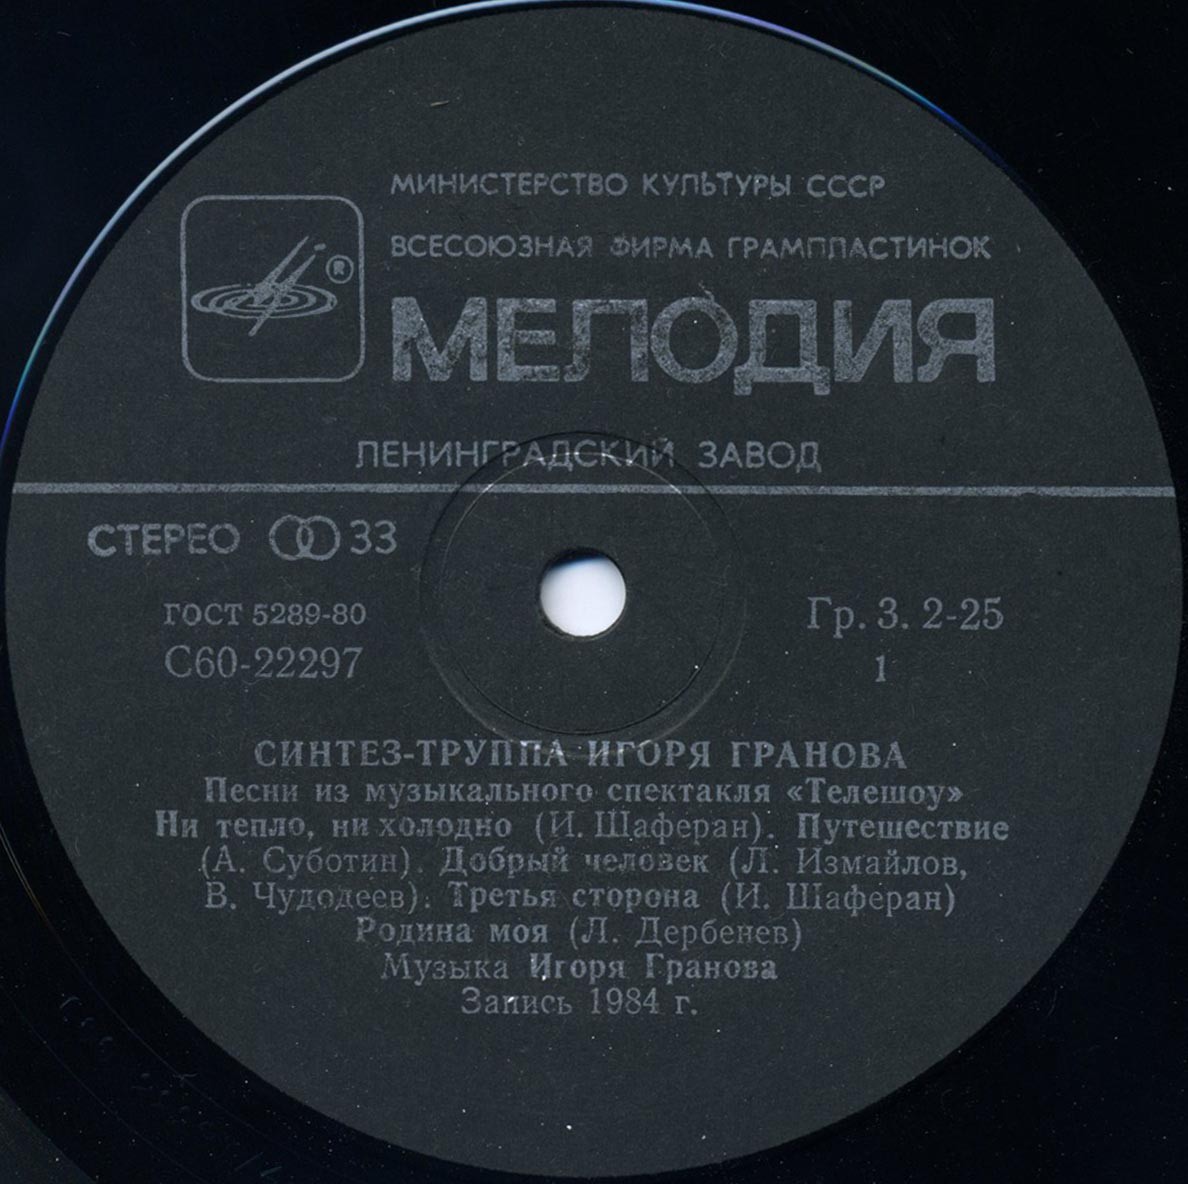 МИНИСТЕРСТВО КУЛЬТУРЫ СССР
ВСЕСОЮЗНАЯ ФИРМА ГРАМПЛАСТИНОК
®
МЕЛОДИЯ
ЛЕНИНГРАДСКИЙ ЗАВОД
СТЕРЕО 33
ГОСТ 5289-80
Гр. 3. 2-25
С60-22297
1
СИНТЕЗ-ТРУППА ИГОРЯ ГРАНОВА
Песни из музыкального спектакля «Телешоу»
Ни тепло, ни холодно (И. Шаферан). Путешествие
(А. Суботин). Добрый человек (Л. Измайлов,
В. Чудодеев). Третья сторона (И. Шаферан)
Родина моя (Л. Дербенев)
Музыка Игоря Гранова
Запись 1984 г.